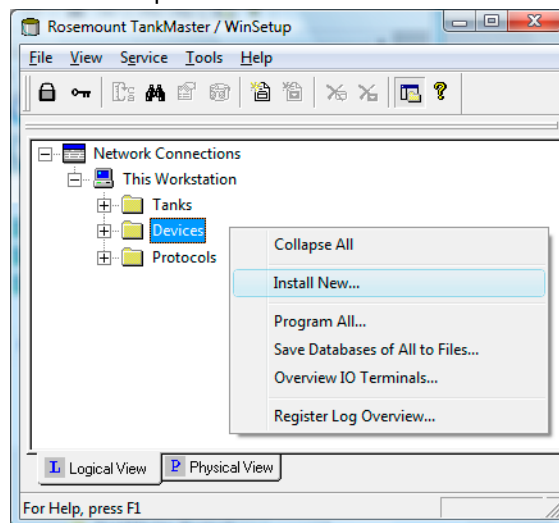 Rosemount TankMaster / WinSetup
File View Service Tools Help
Network Connections
This Workstation
Tanks
Devices
Protocols
Collapse All
Install New...
Program All...
Save Databases of All to Files...
Overview IO Terminals...
Register Log Overview...
L Logical View P Physical View
For Help, press F1